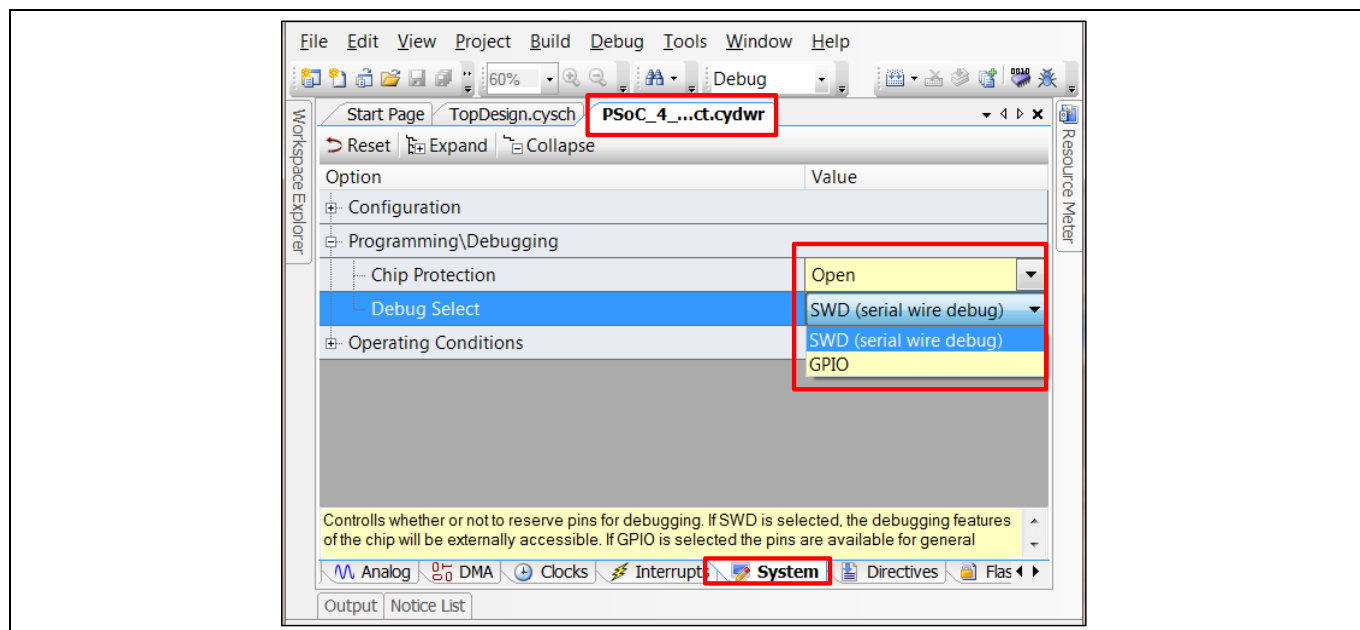 File Edit View Project Build Debug Tools Window Help
60% Debug
Start Page TopDesign.cysch PSoC_4_...ct.cydwr
Workspace Explorer
Resource Meter
Reset Expand Collapse
Option Value
Configuration
Programming\Debugging
Chip Protection Open
Debug Select SWD (serial wire debug)
SWD (serial wire debug)
Operating Conditions
GPIO
Controlls whether or not to reserve pins for debugging. If SWD is selected, the debugging features
of the chip will be externally accessible. If GPIO is selected the pins are available for general
Analog DMA Clocks Interrupts System Directives Flas
Output Notice List